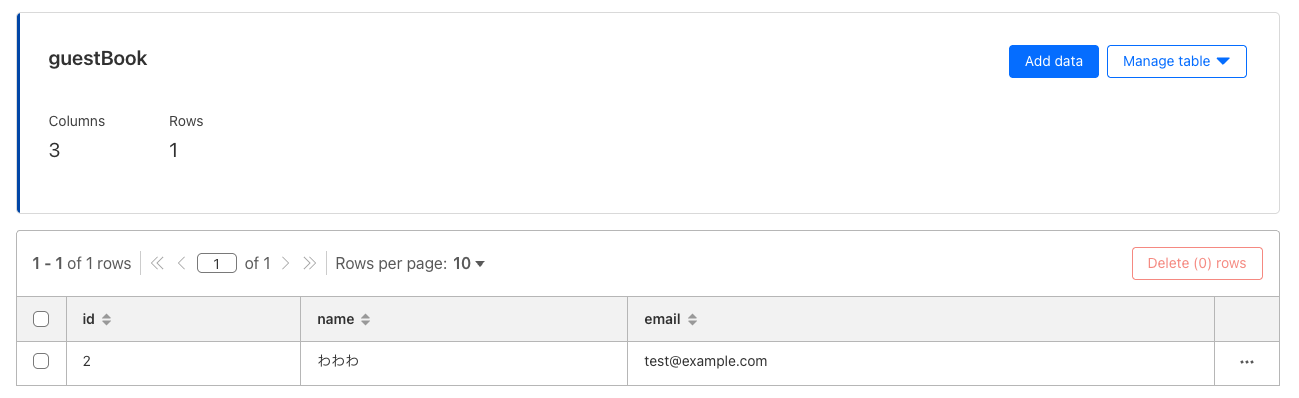 guestBook
Add data
Manage table
Columns
Rows
3
1
1 - 1 of 1 rows
1
of 1
Rows per page: 10
Delete (0) rows
id
name
email
2
わわわ
test@example.com